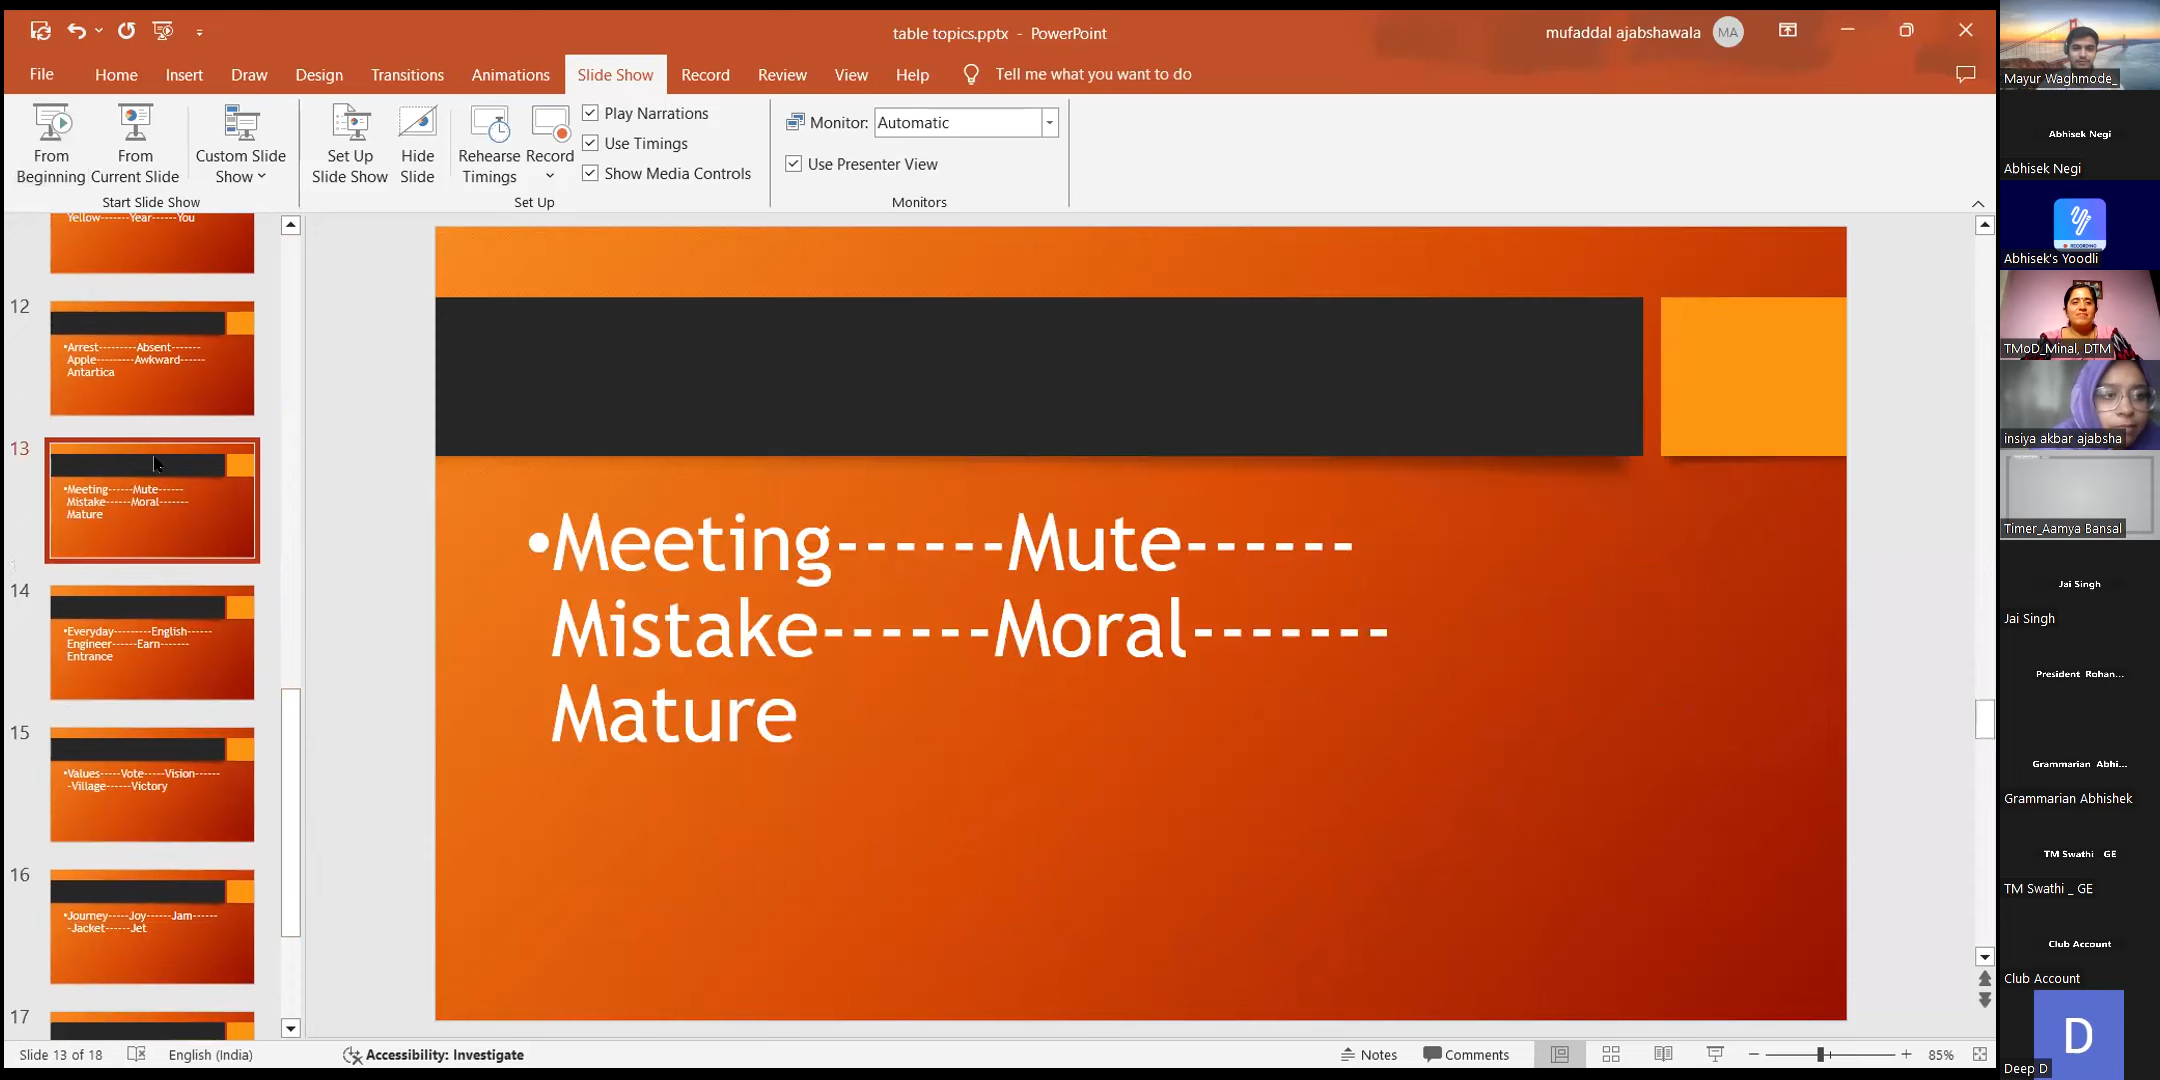 table topics.pptx - PowerPoint
mufaddal ajabshawala
MA
File Home Insert Draw Design Transitions Animations Slide Show Record Review View Help Tell me what you want to do
From Beginning
From Current Slide
Custom Slide Show
Set Up Slide Show
Hide Slide
Rehearse Timings
Record
Play Narrations
Use Timings
Show Media Controls
Monitor: Automatic
Use Presenter View
Start Slide Show
Set Up
Monitors
Yellow-------Year------You
12
•Arrest---------Absent-------
Apple---------Awkward------
Antartica
13
•Meeting------Mute------
Mistake------Moral-------
Mature
14
•Everyday---------English------
Engineer------Earn-------
Entrance
15
•Values-----Vote-----Vision------
-Village------Victory
16
•Journey-----Joy------Jam------
-Jacket------Jet
17
•Meeting------Mute------
Mistake------Moral-------
Mature
Slide 13 of 18
English (India)
Accessibility: Investigate
Notes
Comments
85%
Mayur Waghmode_
Abhisek Negi
Abhisek Negi
RECORDING
Abhisek's Yoodli
TMoD_Minal, DTM
insiya akbar ajabsha
Timer_Aamya Bansal
Jai Singh
Jai Singh
President Rohan...
Grammarian Abhi...
Grammarian Abhishek
TM Swathi _ GE
TM Swathi _ GE
Club Account
Club Account
D
Deep D